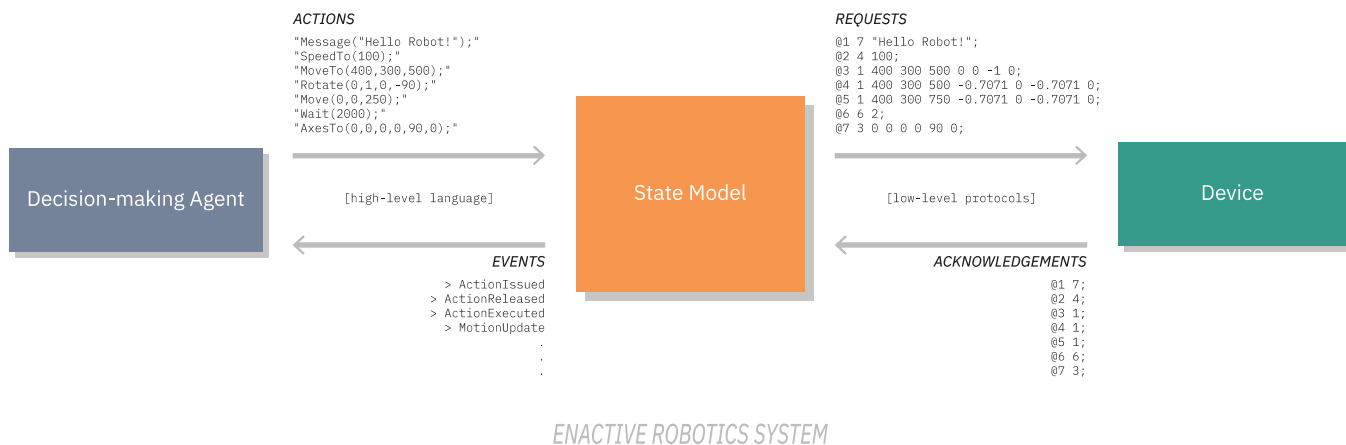 ACTIONS
"Message("Hello Robot!");"
"SpeedTo(100);"
"MoveTo(400,300,500);"
"Rotate(0,1,0,-90);"
"Move(0,0,250);"
"Wait(2000);"
"AxesTo(0,0,0,0,90,0);"
REQUESTS
@1 7 "Hello Robot!";
@2 4 100;
@3 1 400 300 500 0 0 -1 0;
@4 1 400 300 500 -0.7071 0 -0.7071 0;
@5 1 400 300 750 -0.7071 0 -0.7071 0;
@6 6 2;
@7 3 0 0 0 0 90 0;
Decision-making Agent
[high-level language]
State Model
[low-level protocols]
Device
EVENTS
> ActionIssued
> ActionReleased
> ActionExecuted
> MotionUpdate
.
.
.
ACKNOWLEDGEMENTS
@1 7;
@2 4;
@3 1;
@4 1;
@5 1;
@6 6;
@7 3;
ENACTIVE ROBOTICS SYSTEM